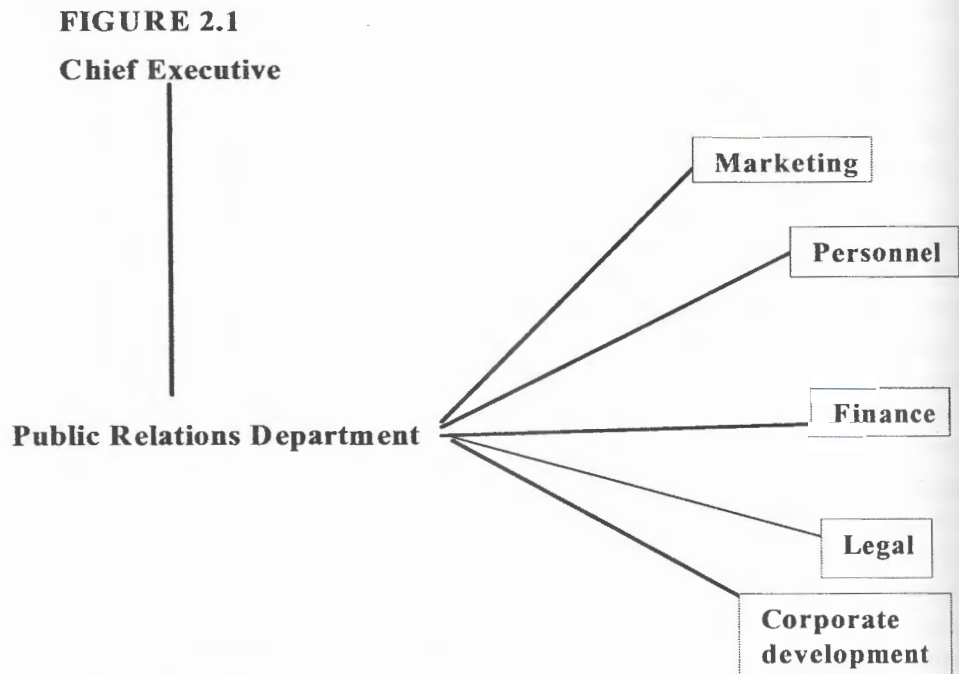 FIGURE 2.1
Chief Executive
Marketing
Personnel
Finance
Public Relations Department
Legal
Corporate
development